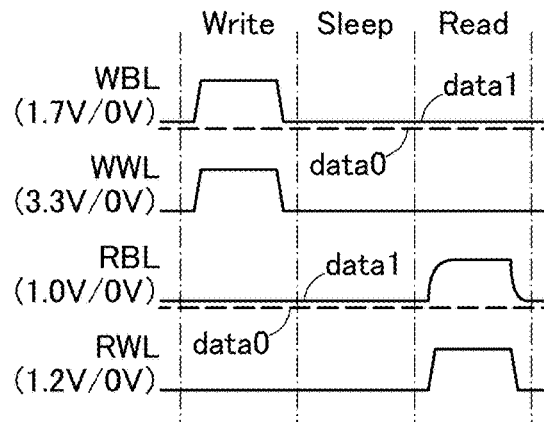 Write Sleep Read
WBL
(1.7V/0V)
data1
data0
WWL
(3.3V/0V)
RBL
(1.0V/0V)
data1
data0
RWL
(1.2V/0V)